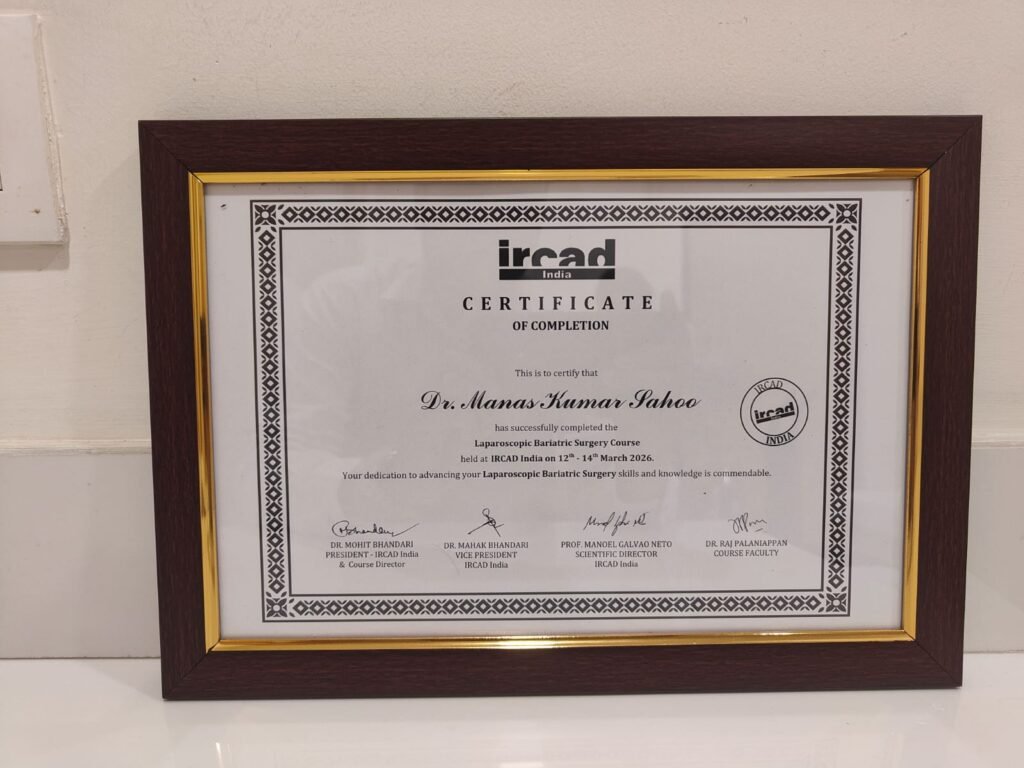 ircad
India
CERTIFICATE
OF COMPLETION
This is to certify that
Dr. Manas Kumar Sahoo
has successfully completed the
Laparoscopic Bariatric Surgery Course
held at IRCAD India on 12th - 14th March 2026.
Your dedication to advancing your Laparoscopic Bariatric Surgery skills and knowledge is commendable.
IRCAD
ircad
INDIA
DR. MOHIT BHANDARI
PRESIDENT - IRCAD India
& Course Director
DR. MAHAK BHANDARI
VICE PRESIDENT
IRCAD India
PROF. MANOEL GALVAO NETO
SCIENTIFIC DIRECTOR
IRCAD India
DR. RAJ PALANIAPPAN
COURSE FACULTY